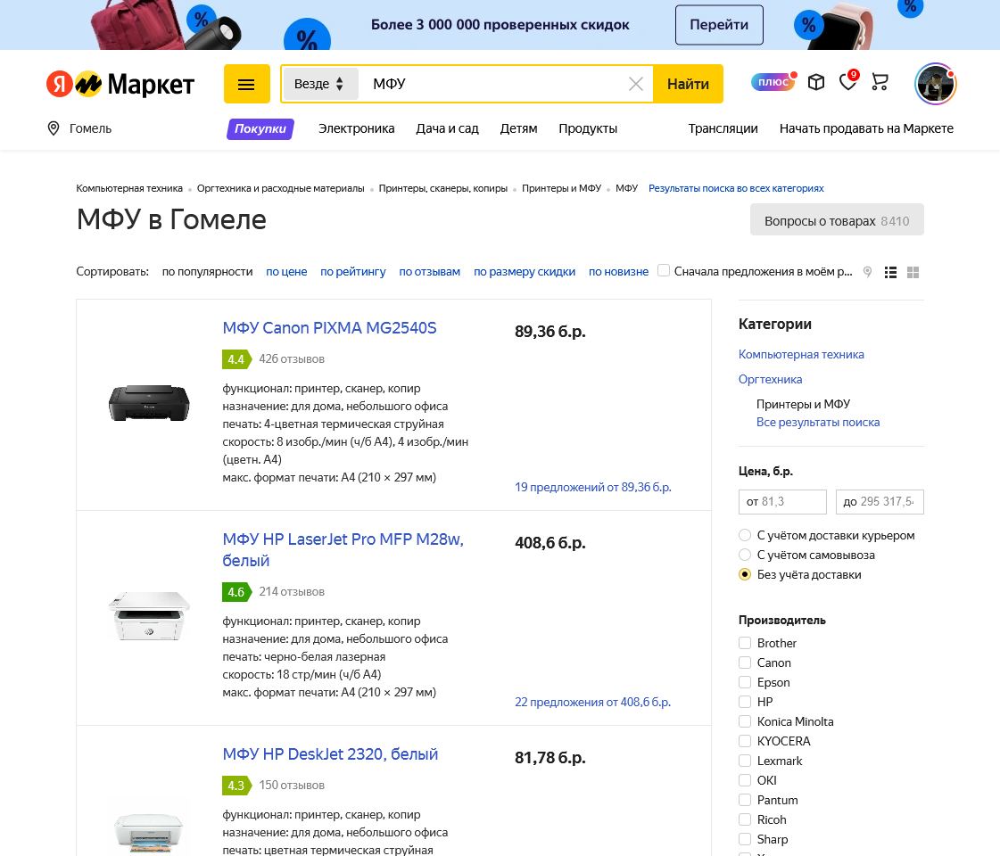 %
%
Более 3 000 000 проверенных скидок
Перейти
%
%
Я Маркет
Везде
МФУ
Найти
плюс
9
Гомель
Покупки
Электроника
Дача и сад
Детям
Продукты
Трансляции
Начать продавать на Маркете
Компьютерная техника
Оргтехника и расходные материалы
Принтеры, сканеры, копиры
Принтеры и МФУ
МФУ
Результаты поиска во всех категориях
МФУ в Гомеле
Вопросы о товарах 8410
Сортировать:
по популярности
по цене
по рейтингу
по отзывам
по размеру скидки
по новизне
Сначала предложения в моём р...
МФУ Canon PIXMA MG2540S
89,36 б.р.
4.4
426 отзывов
функционал: принтер, сканер, копир
назначение: для дома, небольшого офиса
печать: 4-цветная термическая струйная
скорость: 8 изобр./мин (ч/б А4), 4 изобр./мин
(цветн. А4)
макс. формат печати: A4 (210 × 297 мм)
19 предложений от 89,36 б.р.
МФУ HP LaserJet Pro MFP M28w,
белый
408,6 б.р.
4.6
214 отзывов
функционал: принтер, сканер, копир
назначение: для дома, небольшого офиса
печать: черно-белая лазерная
скорость: 18 стр/мин (ч/б А4)
макс. формат печати: A4 (210 × 297 мм)
22 предложения от 408,6 б.р.
МФУ HP DeskJet 2320, белый
81,78 б.р.
4.3
150 отзывов
функционал: принтер, сканер, копир
назначение: для дома, небольшого офиса
печать: цветная термическая струйная
Категории
Компьютерная техника
Оргтехника
Принтеры и МФУ
Все результаты поиска
Цена, б.р.
от 81,3
до 295 317,54
С учётом доставки курьером
С учётом самовывоза
Без учёта доставки
Производитель
Brother
Canon
Epson
HP
Konica Minolta
KYOCERA
Lexmark
OKI
Pantum
Ricoh
Sharp